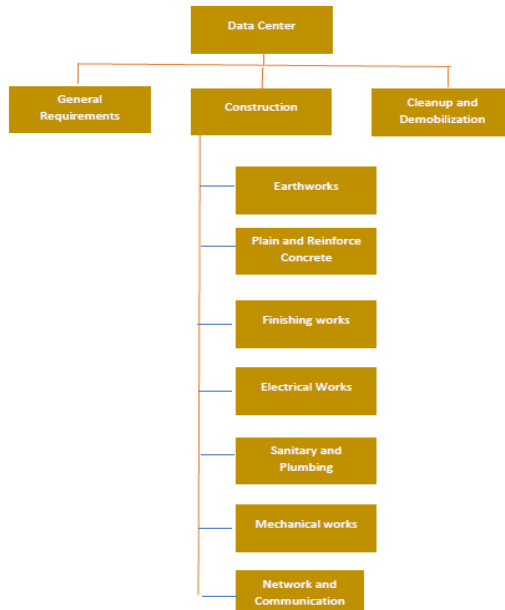 Data Center
General
Requirements
Construction
Cleanup and
Demobilization
Earthworks
Plain and Reinforce
Concrete
Finishing works
Electrical Works
Sanitary and
Plumbing
Mechanical works
Network and
Communication